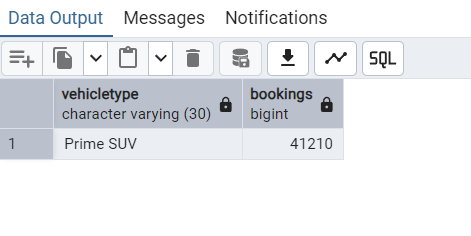 Data Output Messages Notifications
SQL
vehicletype bookings
character varying (30) bigint
1 Prime SUV 41210